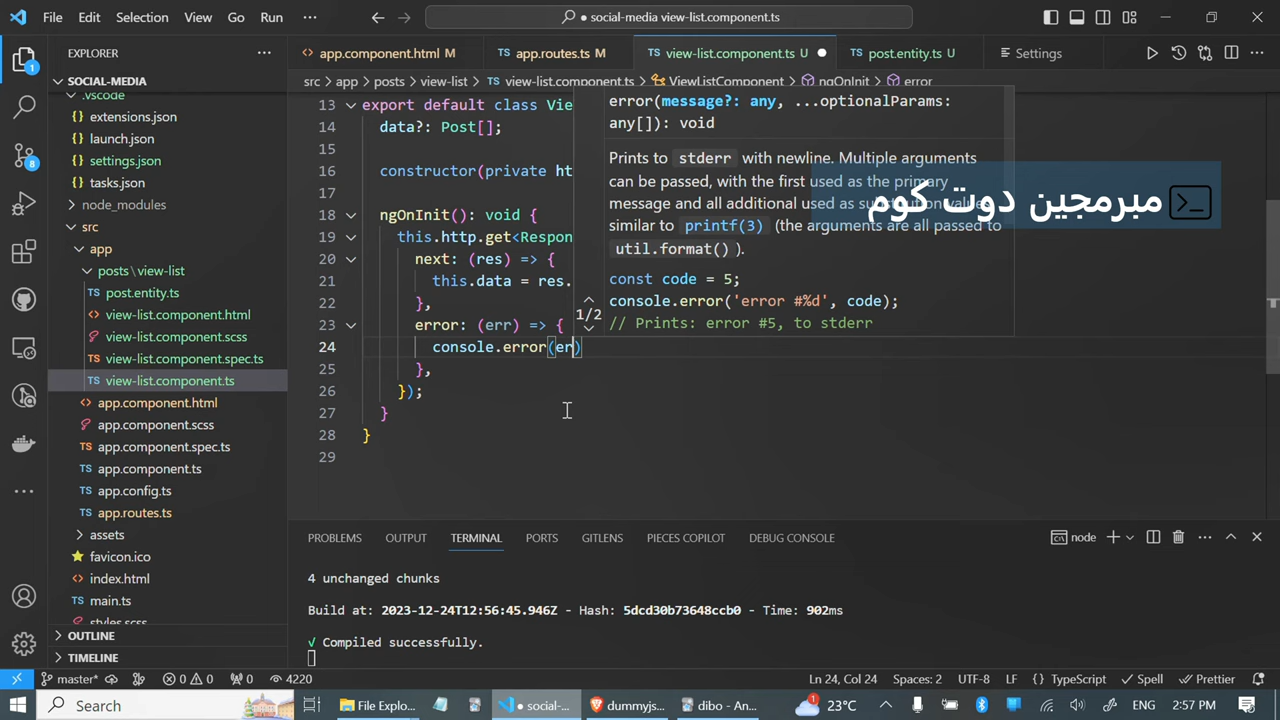 File Edit Selection View Go Run ··· ● social-media view-list.component.ts
EXPLORER ···
SOCIAL-MEDIA
.vscode
extensions.json
launch.json
settings.json
tasks.json
node_modules
src
app
posts\view-list
post.entity.ts
view-list.component.html
view-list.component.scss
view-list.component.spec.ts
view-list.component.ts
app.component.html
app.component.scss
app.component.spec.ts
app.component.ts
app.config.ts
app.routes.ts
assets
favicon.ico
index.html
main.ts
styles.scss
OUTLINE
TIMELINE
app.component.html M app.routes.ts M view-list.component.ts U ● post.entity.ts U Settings
src > app > posts > view-list > TS view-list.component.ts > ViewListComponent > ngOnInit > error
13 export default class Vie
14 data?: Post[];
15
16 constructor(private ht
17
18 ngOnInit(): void {
19 this.http.get<Respon
20 next: (res) => {
21 this.data = res.
22 },
23 error: (err) => {
24 console.error(er)
25 },
26 });
27 }
28 }
29
1/2
error(message?: any, ...optionalParams:
any[]): void
Prints to stderr with newline. Multiple arguments
can be passed, with the first used as the primary
message and all additional used as substitution values
similar to printf(3) (the arguments are all passed to
util.format() ).
const code = 5;
console.error('error #%d', code);
// Prints: error #5, to stderr
مبرمجين دوت كوم
PROBLEMS OUTPUT TERMINAL PORTS GITLENS PIECES COPILOT DEBUG CONSOLE node
4 unchanged chunks
Build at: 2023-12-24T12:56:45.946Z - Hash: 5dcd30b73648ccb0 - Time: 902ms
√ Compiled successfully.
master* 0 0 0 4220 Ln 24, Col 24 Spaces: 2 UTF-8 LF {} TypeScript Spell Prettier
Search File Explo... social-... dummyjs... dibo - An... 23°C ENG 2:57 PM